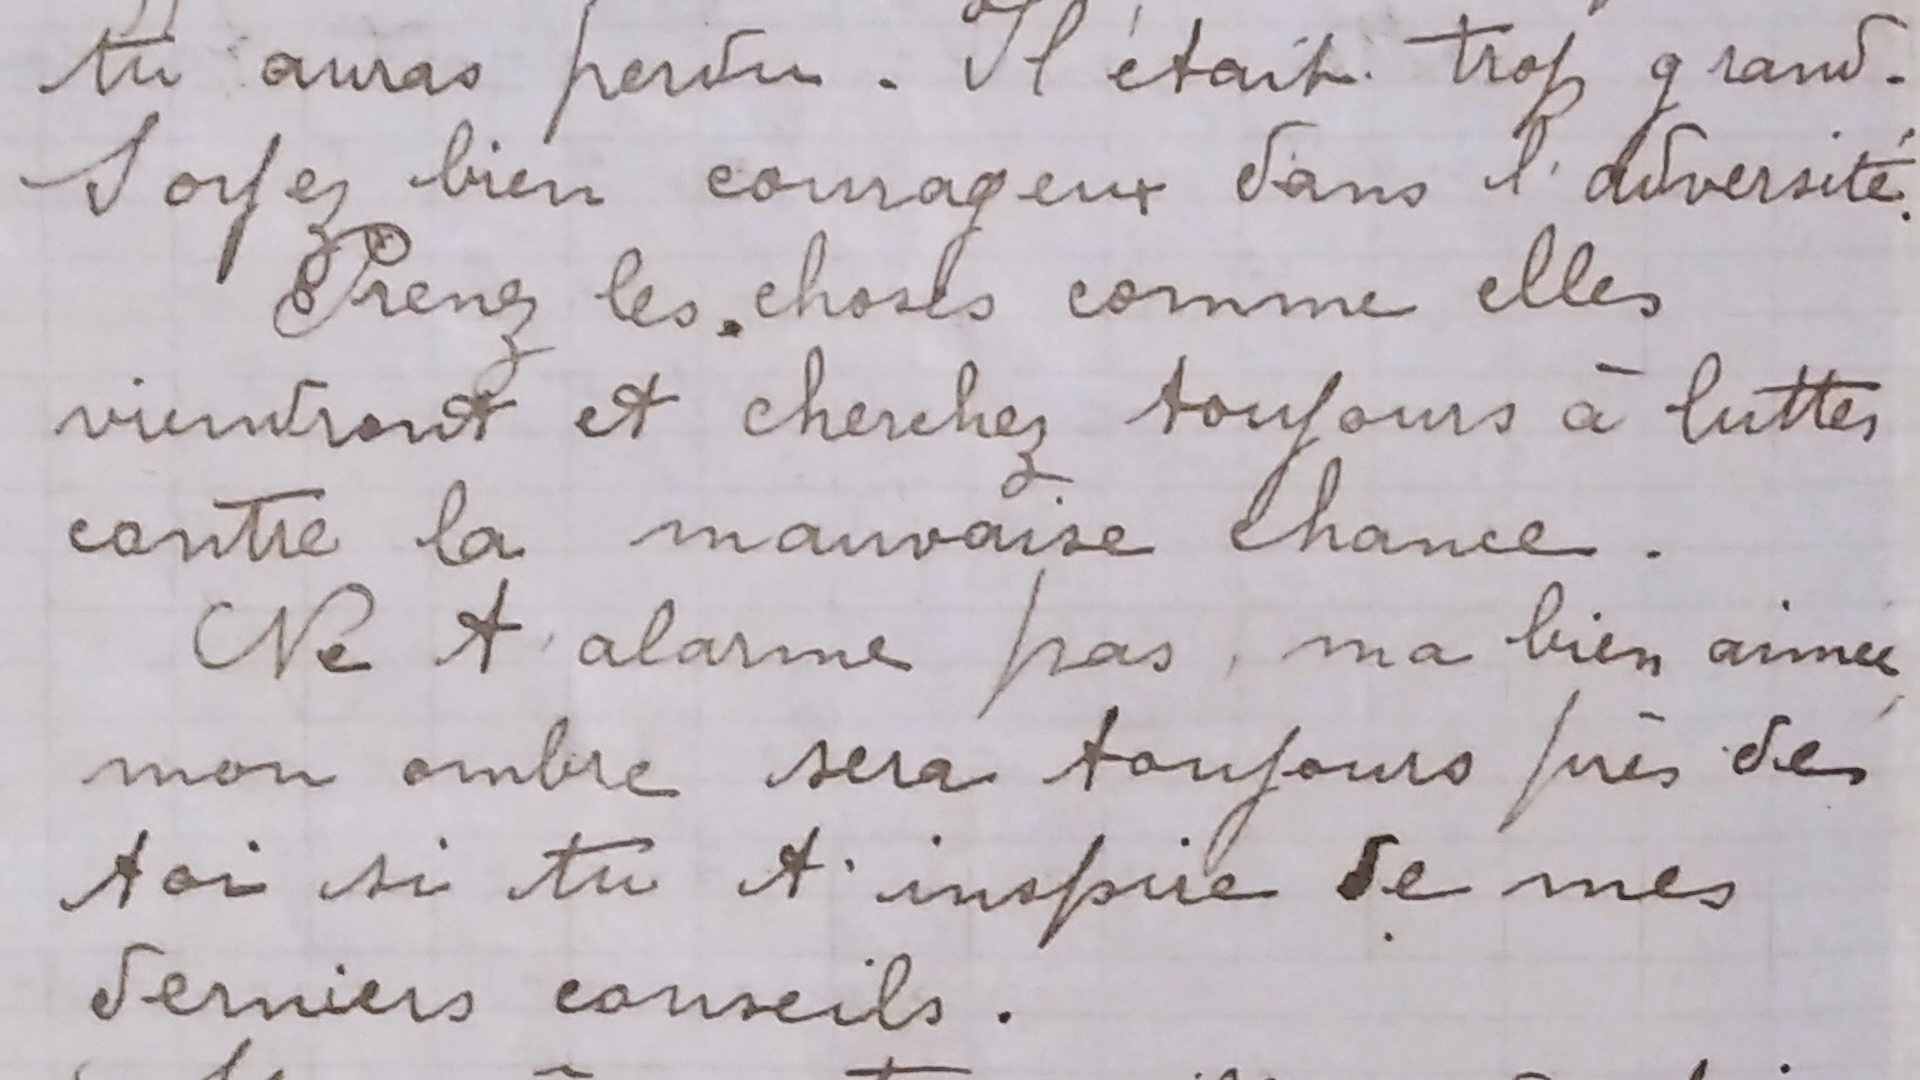 tu auras perdu. Il était trop grand.
Soyez bien courageux dans l'adversité.
Prenez les choses comme elles
viendront et cherchez toujours à lutter
contre la mauvaise chance.
Ne t'alarme pas, ma bien aimée,
mon ombre sera toujours près de
toi si tu t'inspire de mes
derniers conseils.